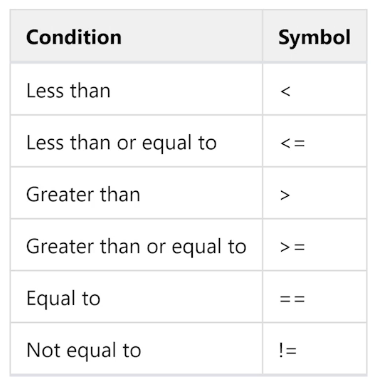 Condition Symbol
Less than <
Less than or equal to <=
Greater than >
Greater than or equal to >=
Equal to ==
Not equal to !=